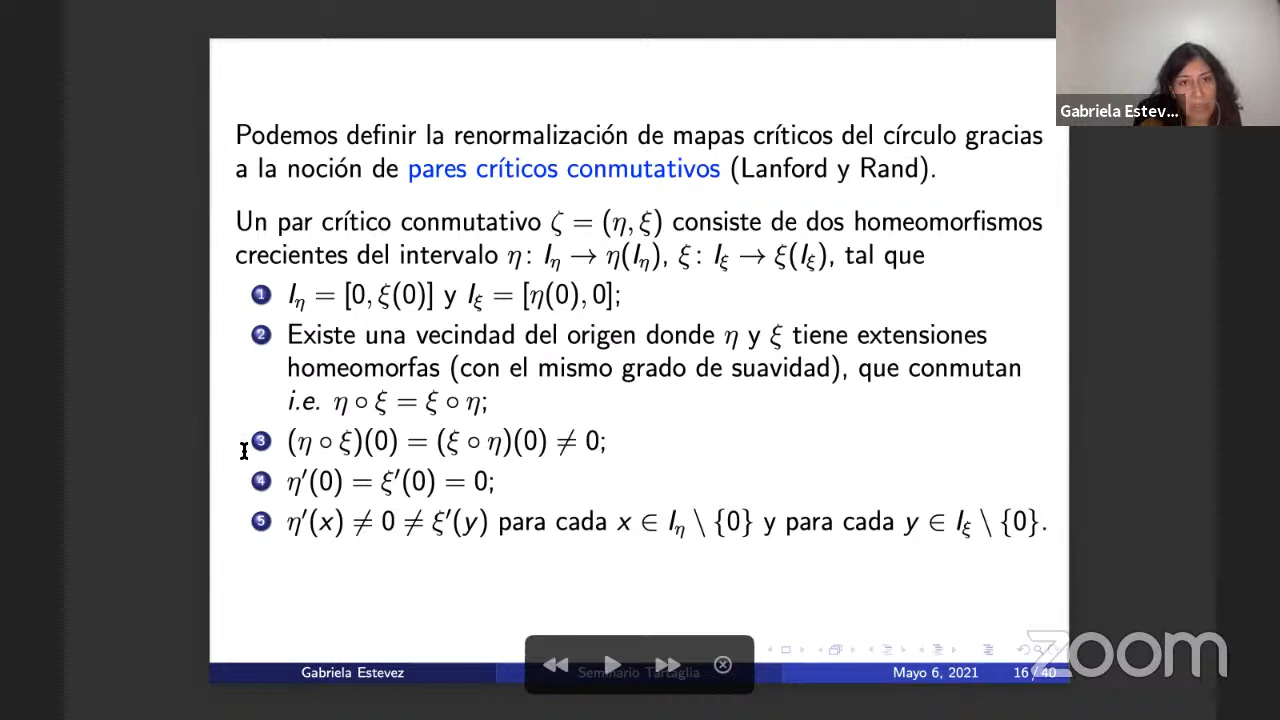 Podemos definir la renormalización de mapas críticos del círculo gracias
a la noción de pares críticos conmutativos (Lanford y Rand).
Un par crítico conmutativo ζ = (η, ξ) consiste de dos homeomorfismos
crecientes del intervalo η: I_η → η(I_η), ξ: I_ξ → ξ(I_ξ), tal que
1 I_η = [0, ξ(0)] y I_ξ = [η(0), 0];
2 Existe una vecindad del origen donde η y ξ tiene extensiones
homeomorfas (con el mismo grado de suavidad), que conmutan
i.e. η ∘ ξ = ξ ∘ η;
3 (η ∘ ξ)(0) = (ξ ∘ η)(0) ≠ 0;
4 η′(0) = ξ′(0) = 0;
5 η′(x) ≠ 0 ≠ ξ′(y) para cada x ∈ I_η \ {0} y para cada y ∈ I_ξ \ {0}.
Gabriela Estev...
Gabriela Estevez Seminario Tartaglia Mayo 6, 2021 16 / 40
zoom